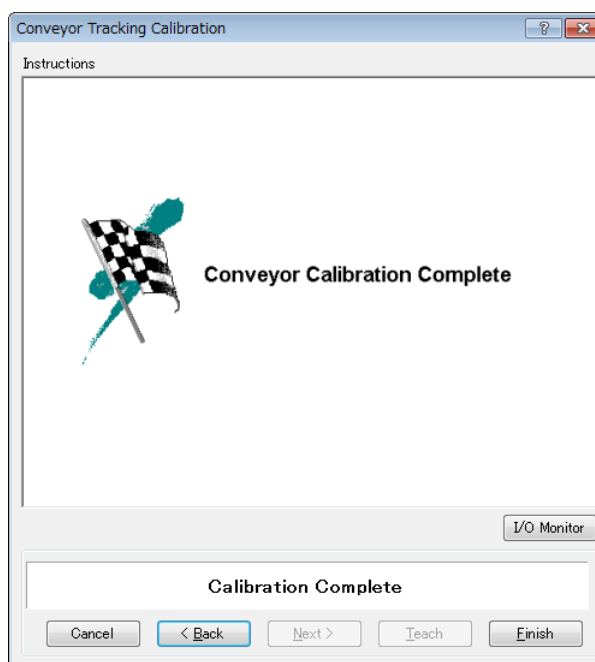 Conveyor Tracking Calibration
Instructions
Conveyor Calibration Complete
I/O Monitor
Calibration Complete
Cancel < Back Next > Teach Finish